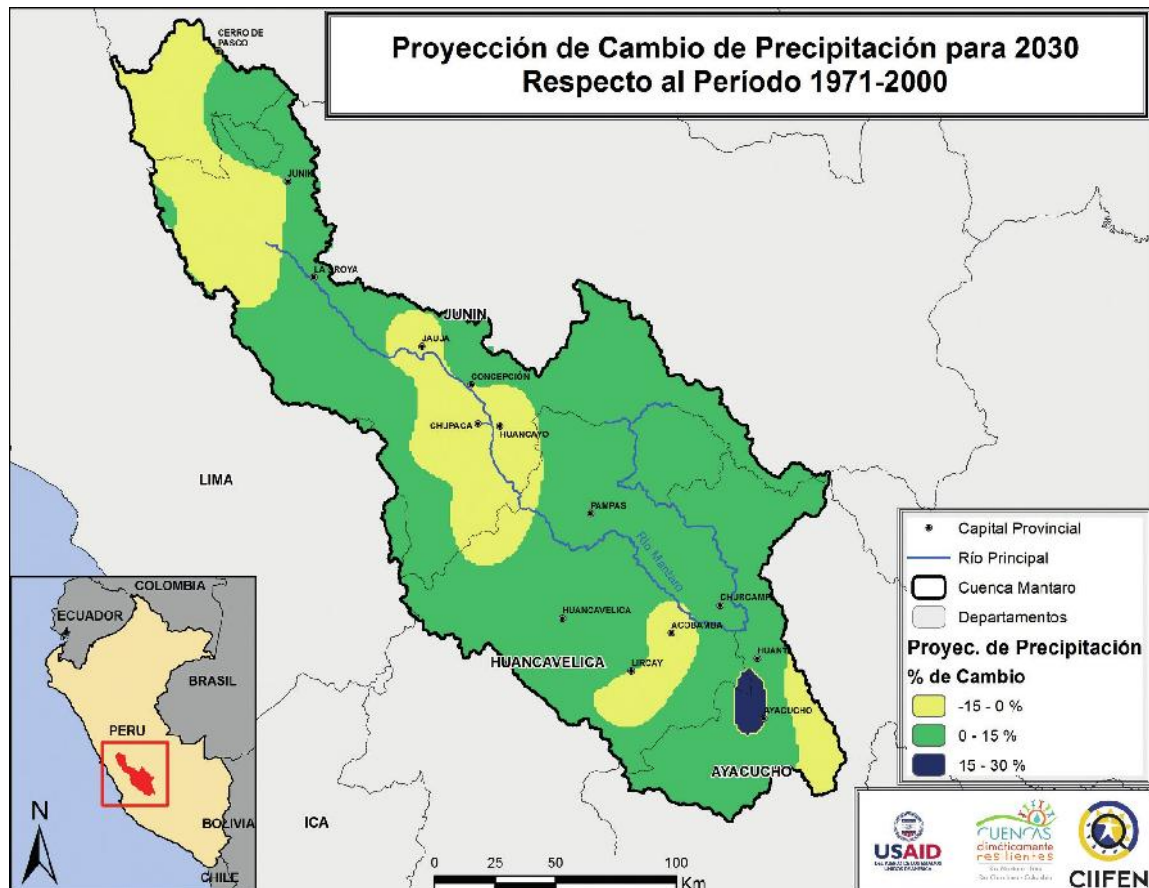 Proyección de Cambio de Precipitación para 2030
Respecto al Período 1971-2000
CERRO DE
PASCO
JUNIN
LA OROYA
JUNIN
JAUJA
CONCEPCIÓN
CHUPACA
HUANCAYO
LIMA
PAMPAS
Río Mantaro
CHURCAMP
HUANCAVELICA
ACOBAMBA
HUANT
LIRCAY
HUANCAVELICA
AYACUCHO
AYACUCHO
ICA
Capital Provincial
Río Principal
Cuenca Mantaro
Departamentos
Proyec. de Precipitación
% de Cambio
-15 - 0 %
0 - 15 %
15 - 30 %
COLOMBIA
ECUADOR
BRASIL
PERU
BOLIVIA
CHILE
N
0 25 50 100
Km
USAID
CUENCAS
climáticamente
resilientes
CIIFEN